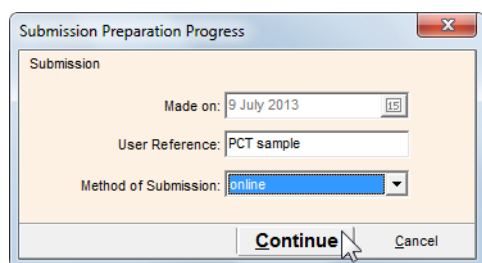 Submission Preparation Progress
Submission
Made on: 9 July 2013 15
User Reference: PCT sample
Method of Submission: online
Continue Cancel